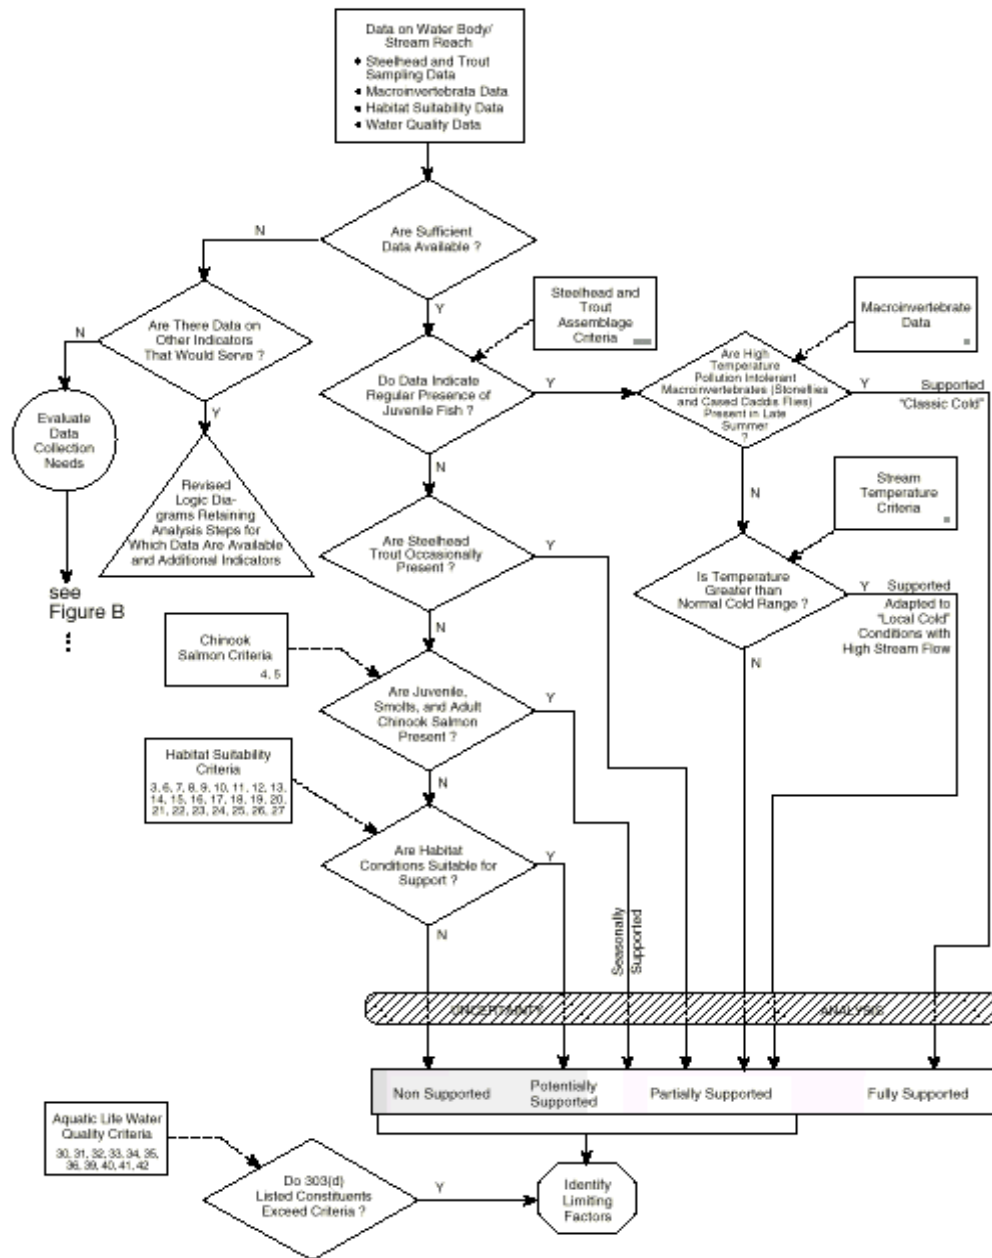 Data on Water Body/
Stream Reach
• Steelhead and Trout
Sampling Data
• Macroinvertebrata Data
• Habitat Suitability Data
• Water Quality Data
N
Are Sufficient
Data Available ?
Y
Steelhead and
Trout
Assemblage
Criteria
Macroinvertebrate
Data
N
Are There Data on
Other Indicators
That Would Serve ?
Y
Do Data Indicate
Regular Presence of
Juvenile Fish ?
Y
Are High
Temperature
Pollution Intolerant
Macroinvertebrates (Stoneflies
and Cased Caddis Flies)
Present in Late
Summer
?
Y
Supported
"Classic Cold"
Evaluate
Data
Collection
Needs
Revised
Logic Dia-
grams Retaining
Analysis Steps for
Which Data Are Available
and Additional Indicators
N
N
Stream
Temperature
Criteria
Are Steelhead
Trout Occasionally
Present ?
Y
Is Temperature
Greater than
Normal Cold Range ?
Y
Supported
Adapted to
"Local Cold"
Conditions with
High Stream Flow
see
Figure B
N
N
Chinook
Salmon Criteria
4, 5
Are Juvenile,
Smolts, and Adult
Chinook Salmon
Present ?
Y
Habitat Suitability
Criteria
3, 6, 7, 8, 9, 10, 11, 12, 13,
14, 15, 16, 17, 18, 19, 20,
21, 22, 23, 24, 25, 26, 27
N
Are Habitat
Conditions Suitable for
Support ?
Y
N
Seasonally
Supported
UNCERTAINTY
ANALYSIS
Non Supported
Potentially
Supported
Partially Supported
Fully Supported
Aquatic Life Water
Quality Criteria
30, 31, 32, 33, 34, 35,
36, 39, 40, 41, 42
Do 303(d)
Listed Constituents
Exceed Criteria ?
Y
Identify
Limiting
Factors